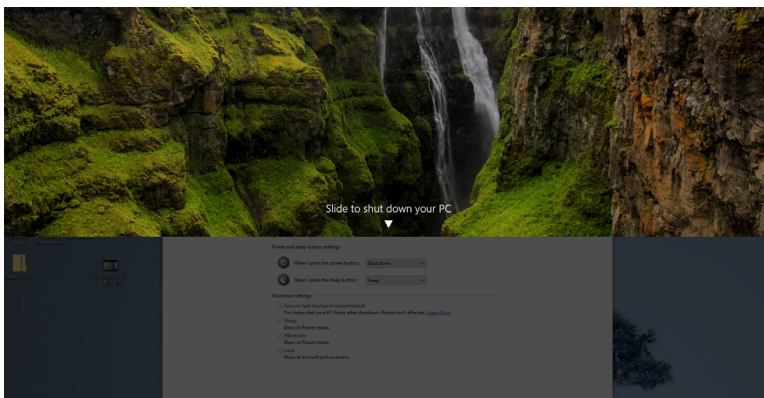 Slide to shut down your PC
Power and sleep button settings
When I press the power button: Shut down
When I press the sleep button: Sleep
Shutdown settings
Turn on fast startup (recommended)
This helps start your PC faster after shutdown. Restart isn't affected. Learn More
Sleep
Show in Power menu.
Hibernate
Show in Power menu.
Lock
Show in account picture menu.